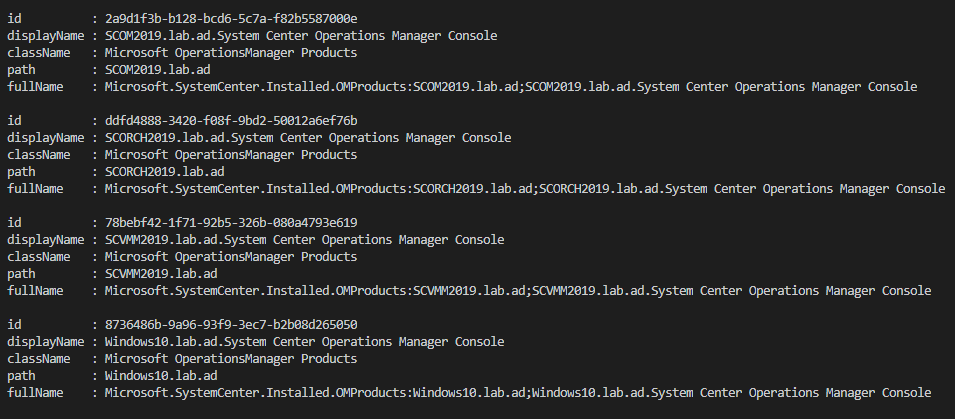 id          : 2a9d1f3b-b128-bcd6-5c7a-f82b5587000e
displayName : SCOM2019.lab.ad.System Center Operations Manager Console
className   : Microsoft OperationsManager Products
path        : SCOM2019.lab.ad
fullName    : Microsoft.SystemCenter.Installed.OMProducts:SCOM2019.lab.ad;SCOM2019.lab.ad.System Center Operations Manager Console

id          : ddfd4888-3420-f08f-9bd2-50012a6ef76b
displayName : SCORCH2019.lab.ad.System Center Operations Manager Console
className   : Microsoft OperationsManager Products
path        : SCORCH2019.lab.ad
fullName    : Microsoft.SystemCenter.Installed.OMProducts:SCORCH2019.lab.ad;SCORCH2019.lab.ad.System Center Operations Manager Console

id          : 78bebf42-1f71-92b5-326b-080a4793e619
displayName : SCVMM2019.lab.ad.System Center Operations Manager Console
className   : Microsoft OperationsManager Products
path        : SCVMM2019.lab.ad
fullName    : Microsoft.SystemCenter.Installed.OMProducts:SCVMM2019.lab.ad;SCVMM2019.lab.ad.System Center Operations Manager Console

id          : 8736486b-9a96-93f9-3ec7-b2b08d265050
displayName : Windows10.lab.ad.System Center Operations Manager Console
className   : Microsoft OperationsManager Products
path        : Windows10.lab.ad
fullName    : Microsoft.SystemCenter.Installed.OMProducts:Windows10.lab.ad;Windows10.lab.ad.System Center Operations Manager Console